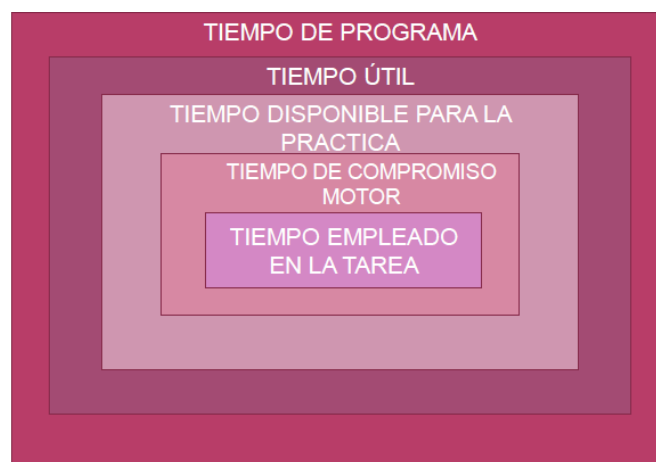 TIEMPO DE PROGRAMA
TIEMPO ÚTIL
TIEMPO DISPONIBLE PARA LA
PRACTICA
TIEMPO DE COMPROMISO
MOTOR
TIEMPO EMPLEADO
EN LA TAREA